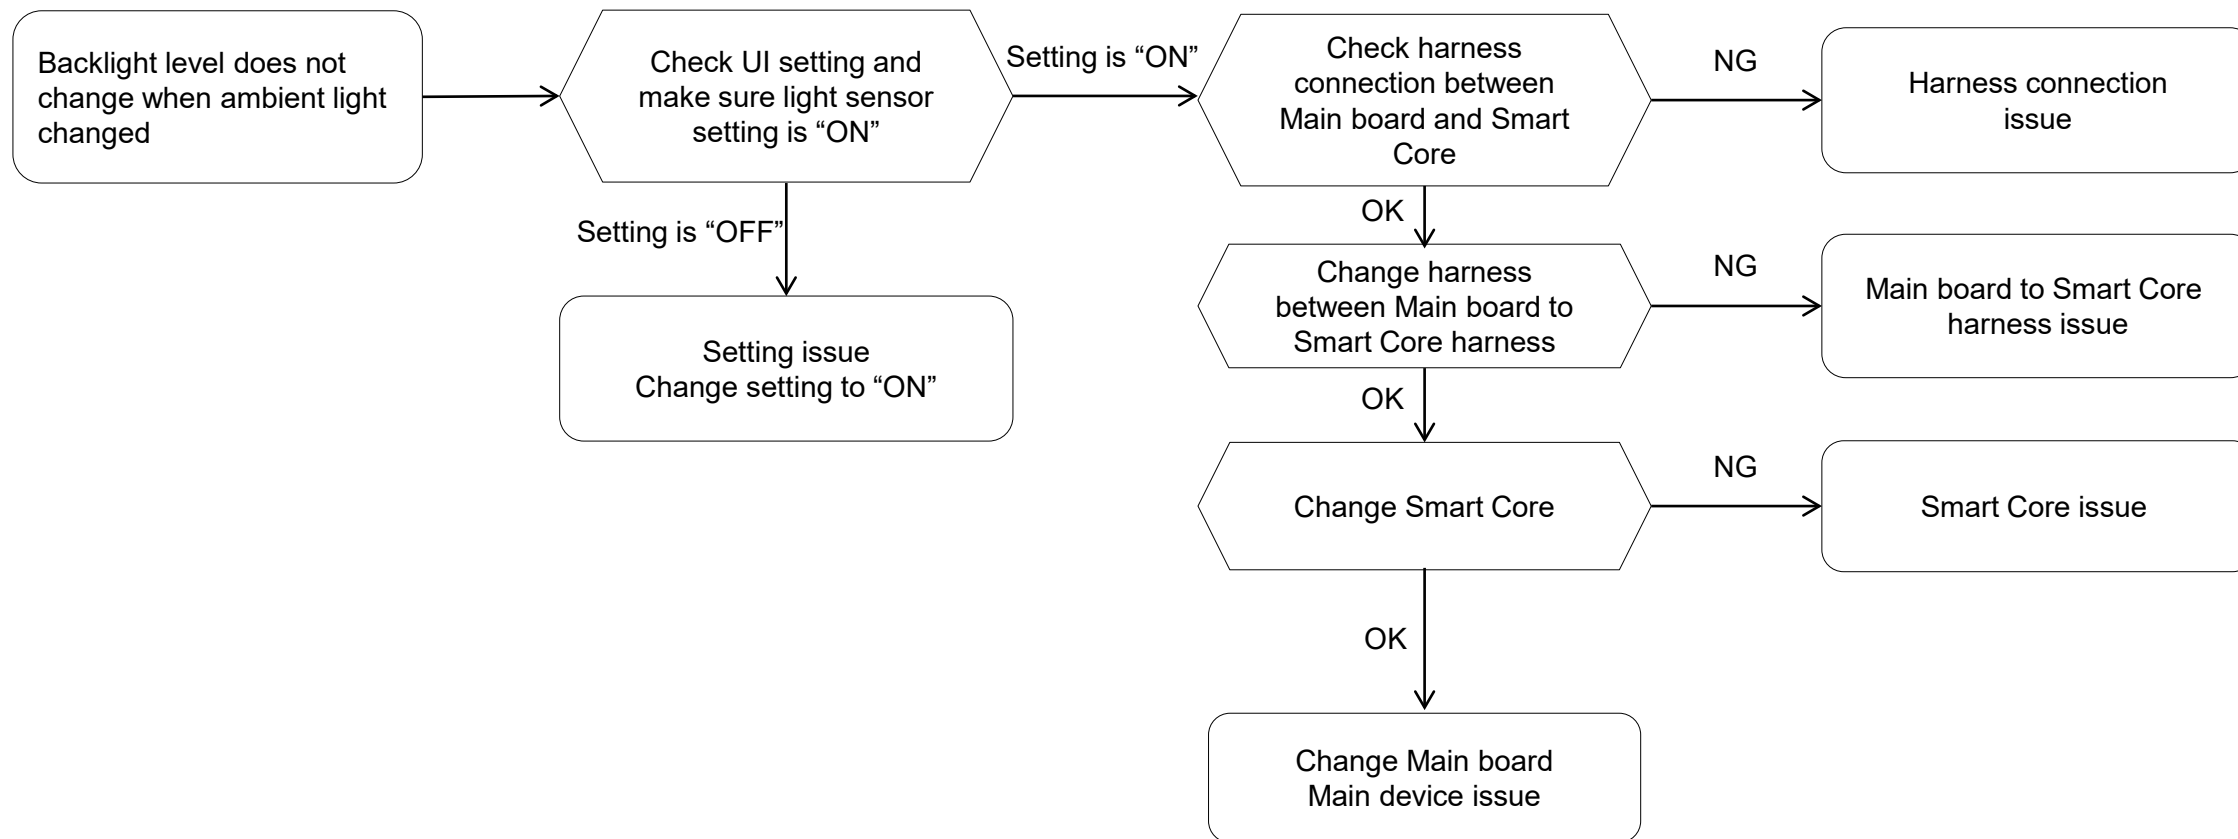 Backlight level does not
change when ambient light
changed
Check UI setting and
make sure light sensor
setting is “ON”
Setting is “ON”
Check harness
connection between
Main board and Smart
Core
NG
Harness connection
issue
Setting is “OFF”
Setting issue
Change setting to “ON”
OK
Change harness
between Main board to
Smart Core harness
NG
Main board to Smart Core
harness issue
OK
Change Smart Core
NG
Smart Core issue
OK
Change Main board
Main device issue